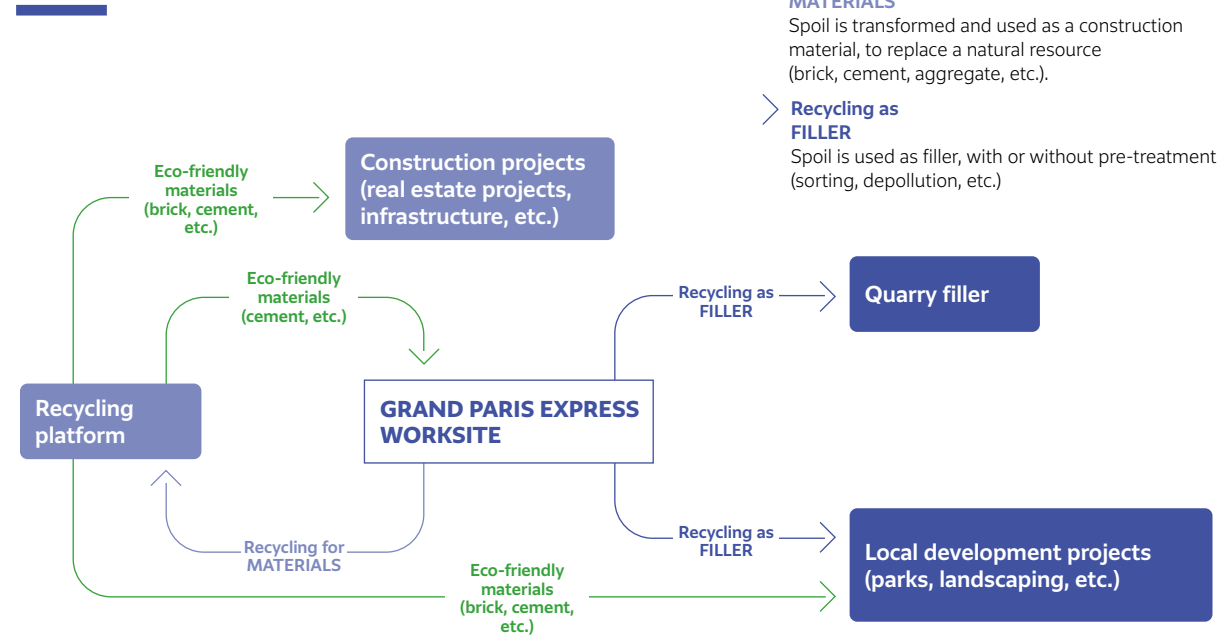 MATERIALS
Spoil is transformed and used as a construction
material, to replace a natural resource
(brick, cement, aggregate, etc.).
Recycling as
FILLER
Spoil is used as filler, with or without pre-treatment
(sorting, depollution, etc.)
Eco-friendly
materials
(brick, cement,
etc.)
Construction projects
(real estate projects,
infrastructure, etc.)
Eco-friendly
materials
(cement, etc.)
Recycling as
FILLER
Quarry filler
Recycling
platform
GRAND PARIS EXPRESS
WORKSITE
Recycling for
MATERIALS
Recycling as
FILLER
Local development projects
(parks, landscaping, etc.)
Eco-friendly
materials
(brick, cement,
etc.)